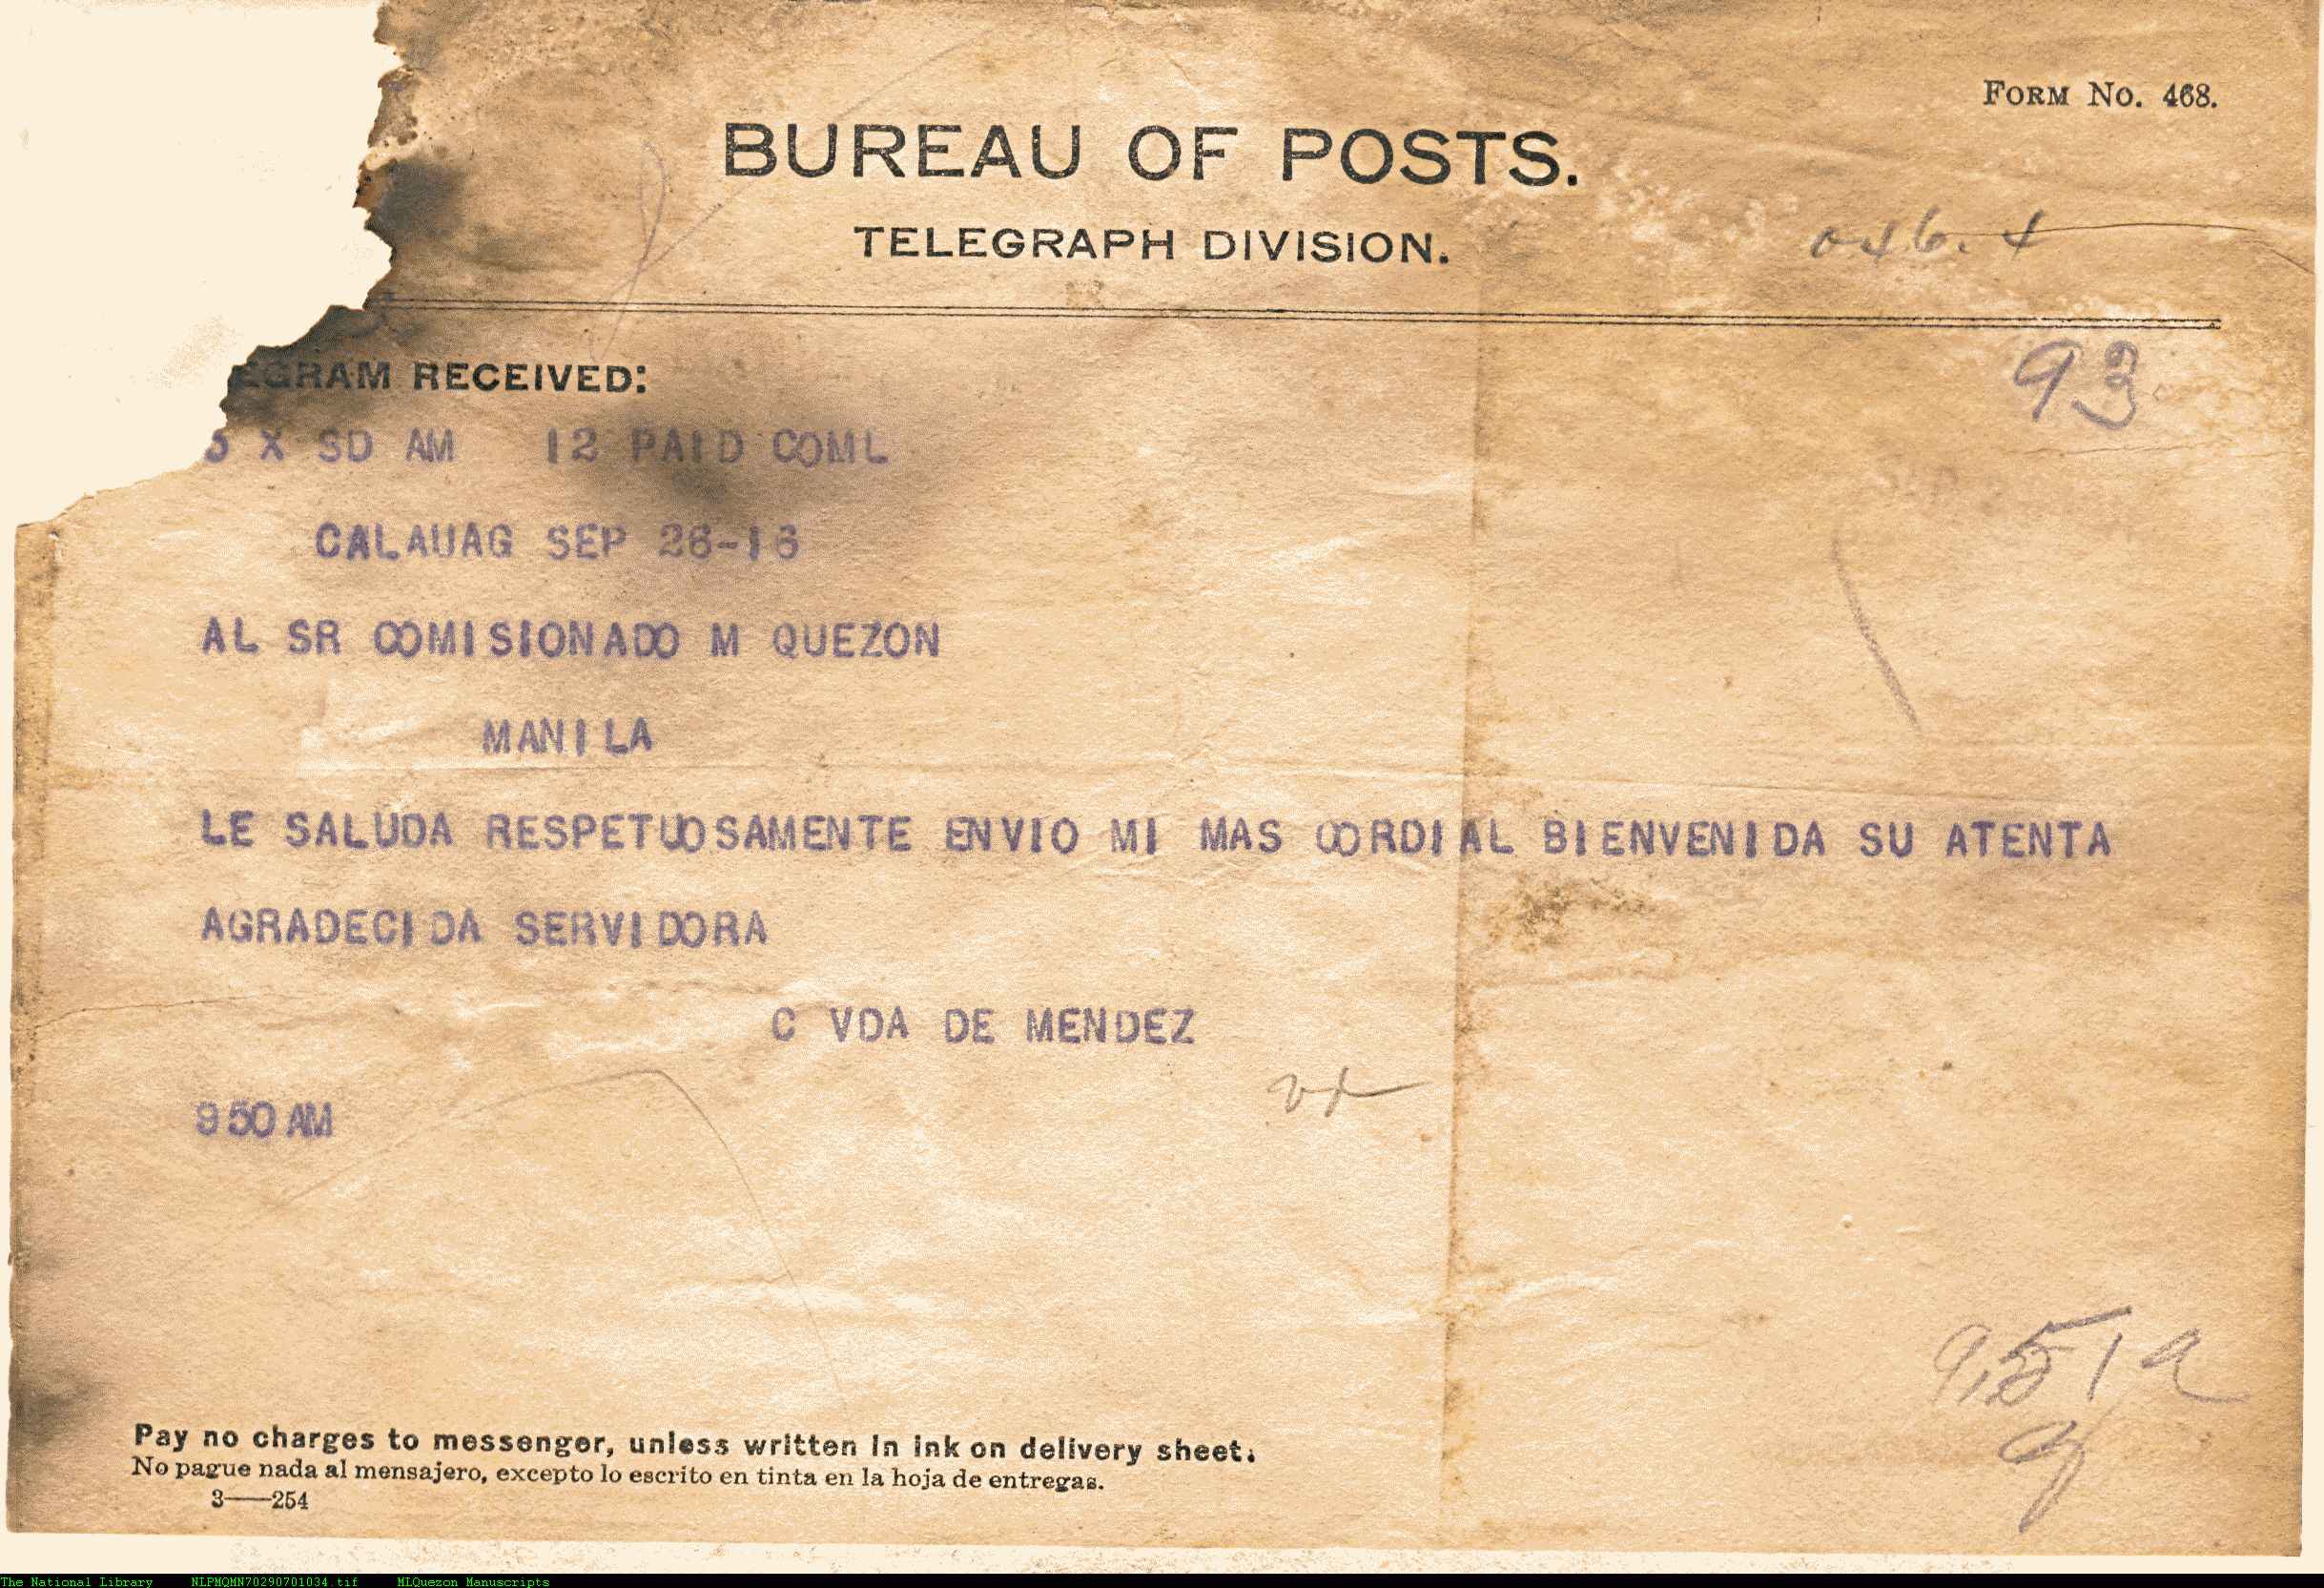 FORM No. 468.
BUREAU OF POSTS.
TELEGRAPH DIVISION.
EGRAM RECEIVED:
93
X SD AM 12 PAID COML
CALAUAG SEP 26-16
AL SR COMISIONADO M QUEZON
MANILA
LE SALUDA RESPETUOSAMENTE ENVIO MI MAS CORDIAL BIENVENIDA SU ATENTA
AGRADECIDA SERVIDORA
C VDA DE MENDEZ
950 AM
9,51 a
Pay no charges to messenger, unless written in ink on delivery sheet.
No pague nada al mensajero, excepto lo escrito en tinta en la hoja de entregas.
3—254
The National Library NLPMQMN70290701034.tif MLQuezon Manuscripts